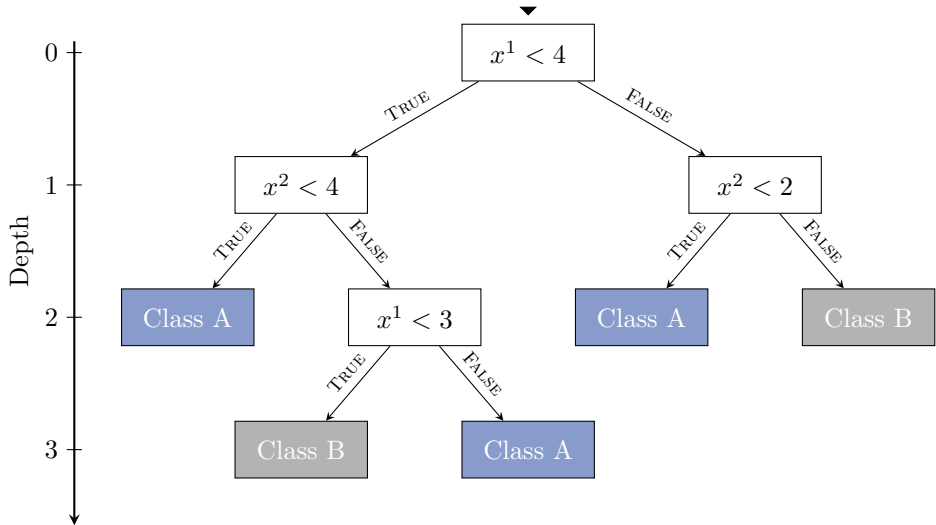 0
x¹ < 4
TRUE
FALSE
1
x² < 4
x² < 2
Depth
TRUE
FALSE
TRUE
FALSE
2
Class A
x¹ < 3
Class A
Class B
TRUE
FALSE
3
Class B
Class A